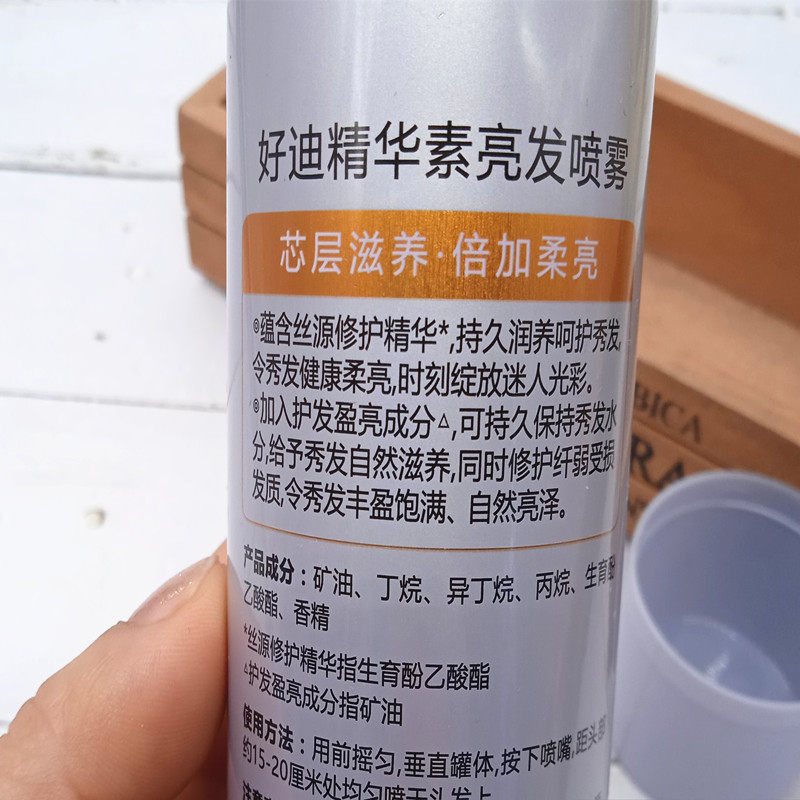 好迪精华素亮发喷雾
芯层滋养·倍加柔亮
◎蕴含丝源修护精华*,持久润养呵护秀发,
令秀发健康柔亮,时刻绽放迷人光彩。
◎加入护发盈亮成分△,可持久保持秀发水
分,给予秀发自然滋养,同时修护纤弱受损
发质,令秀发丰盈饱满、自然亮泽。
产品成分：矿油、丁烷、异丁烷、丙烷、生育酚
乙酸酯、香精
*丝源修护精华指生育酚乙酸酯
△护发盈亮成分指矿油
使用方法：用前摇匀,垂直罐体,按下喷嘴,距头部
约15-20厘米处均匀喷于头发上
BICA
RA